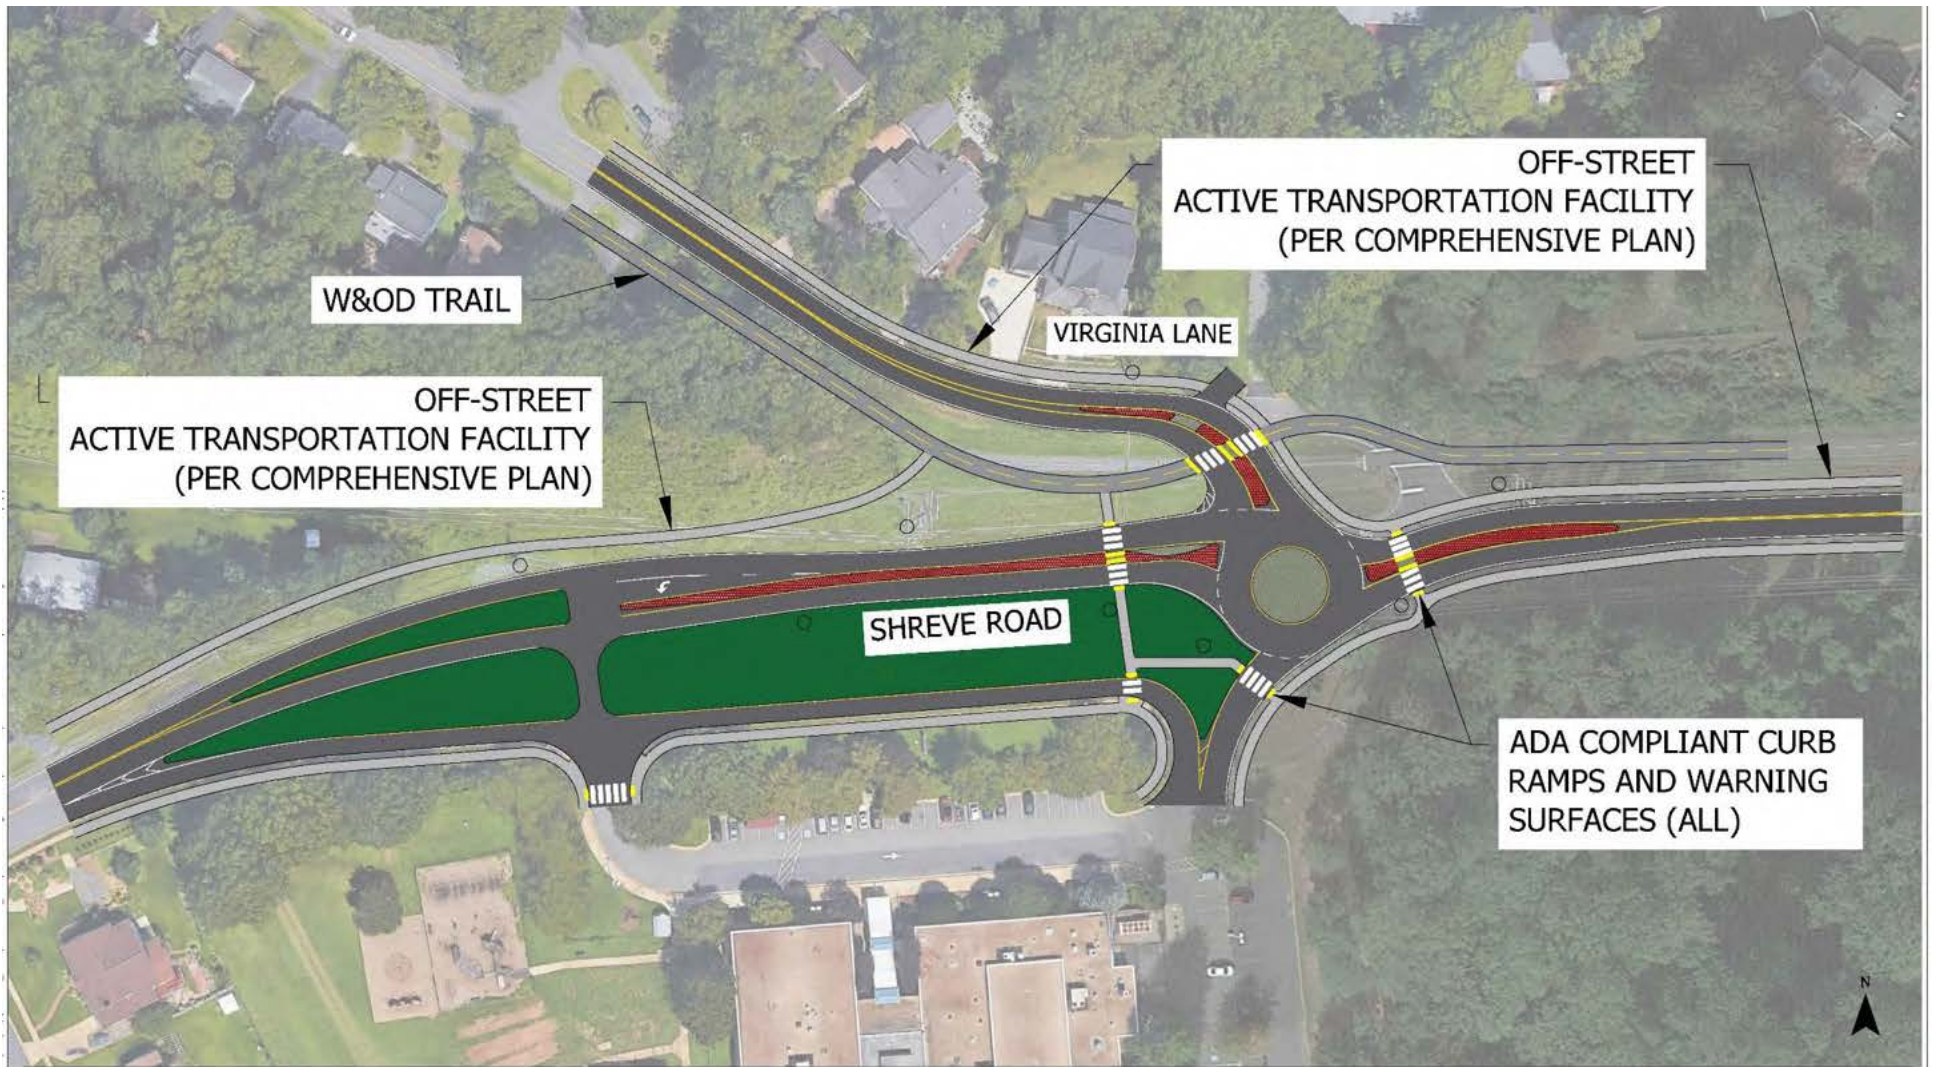 OFF-STREET
ACTIVE TRANSPORTATION FACILITY
(PER COMPREHENSIVE PLAN)
W&OD TRAIL
VIRGINIA LANE
OFF-STREET
ACTIVE TRANSPORTATION FACILITY
(PER COMPREHENSIVE PLAN)
SHREVE ROAD
ADA COMPLIANT CURB
RAMPS AND WARNING
SURFACES (ALL)
N